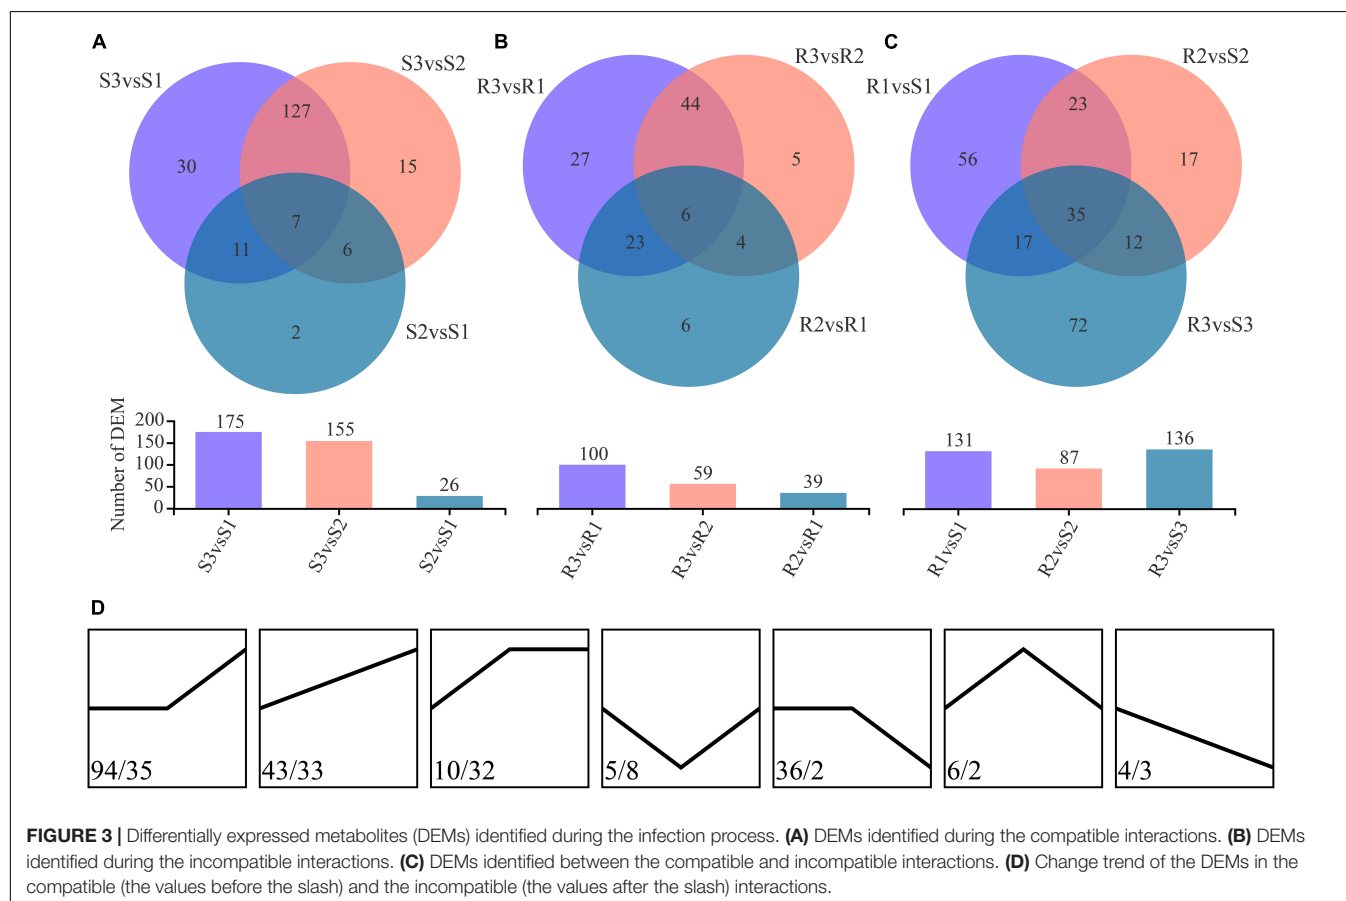 A
B
C
S3vsS1
S3vsS2
127
30
15
7
11
6
2
S2vsS1
R3vsR1
R3vsR2
44
27
5
6
23
4
6
R2vsR1
R1vsS1
R2vsS2
23
56
17
35
17
12
72
R3vsS3
Number of DEM
200
150
100
50
0
175
155
26
S3vsS1
S3vsS2
S2vsS1
100
59
39
R3vsR1
R3vsR2
R2vsR1
131
87
136
R1vsS1
R2vsS2
R3vsS3
D
94/35
43/33
10/32
5/8
36/2
6/2
4/3
FIGURE 3 | Differentially expressed metabolites (DEMs) identified during the infection process. (A) DEMs identified during the compatible interactions. (B) DEMs
identified during the incompatible interactions. (C) DEMs identified between the compatible and incompatible interactions. (D) Change trend of the DEMs in the
compatible (the values before the slash) and the incompatible (the values after the slash) interactions.